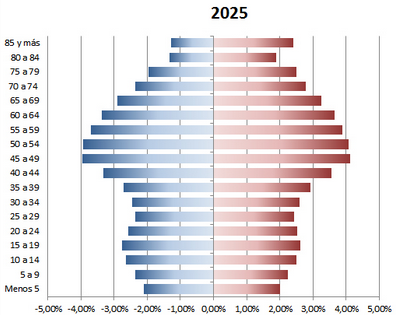 2025
85 y más
80 a 84
75 a 79
70 a 74
65 a 69
60 a 64
55 a 59
50 a 54
45 a 49
40 a 44
35 a 39
30 a 34
25 a 29
20 a 24
15 a 19
10 a 14
5 a 9
Menos 5
-5,00% -4,00% -3,00% -2,00% -1,00% 0,00% 1,00% 2,00% 3,00% 4,00% 5,00%